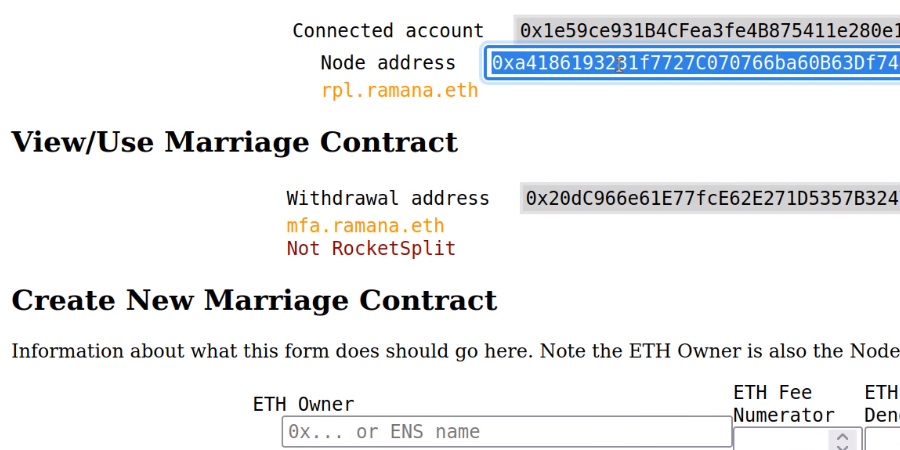 Connected account 0x1e59ce931B4CFea3fe4B875411e280e1
Node address 0xa4186193281f7727C070766ba60B63Df74
rpl.ramana.eth
View/Use Marriage Contract
Withdrawal address 0x20dC966e61E77fcE62E271D5357B324
mfa.ramana.eth
Not RocketSplit
Create New Marriage Contract
Information about what this form does should go here. Note the ETH Owner is also the Node
ETH Owner
0x... or ENS name
ETH Fee
Numerator
ETH
Den